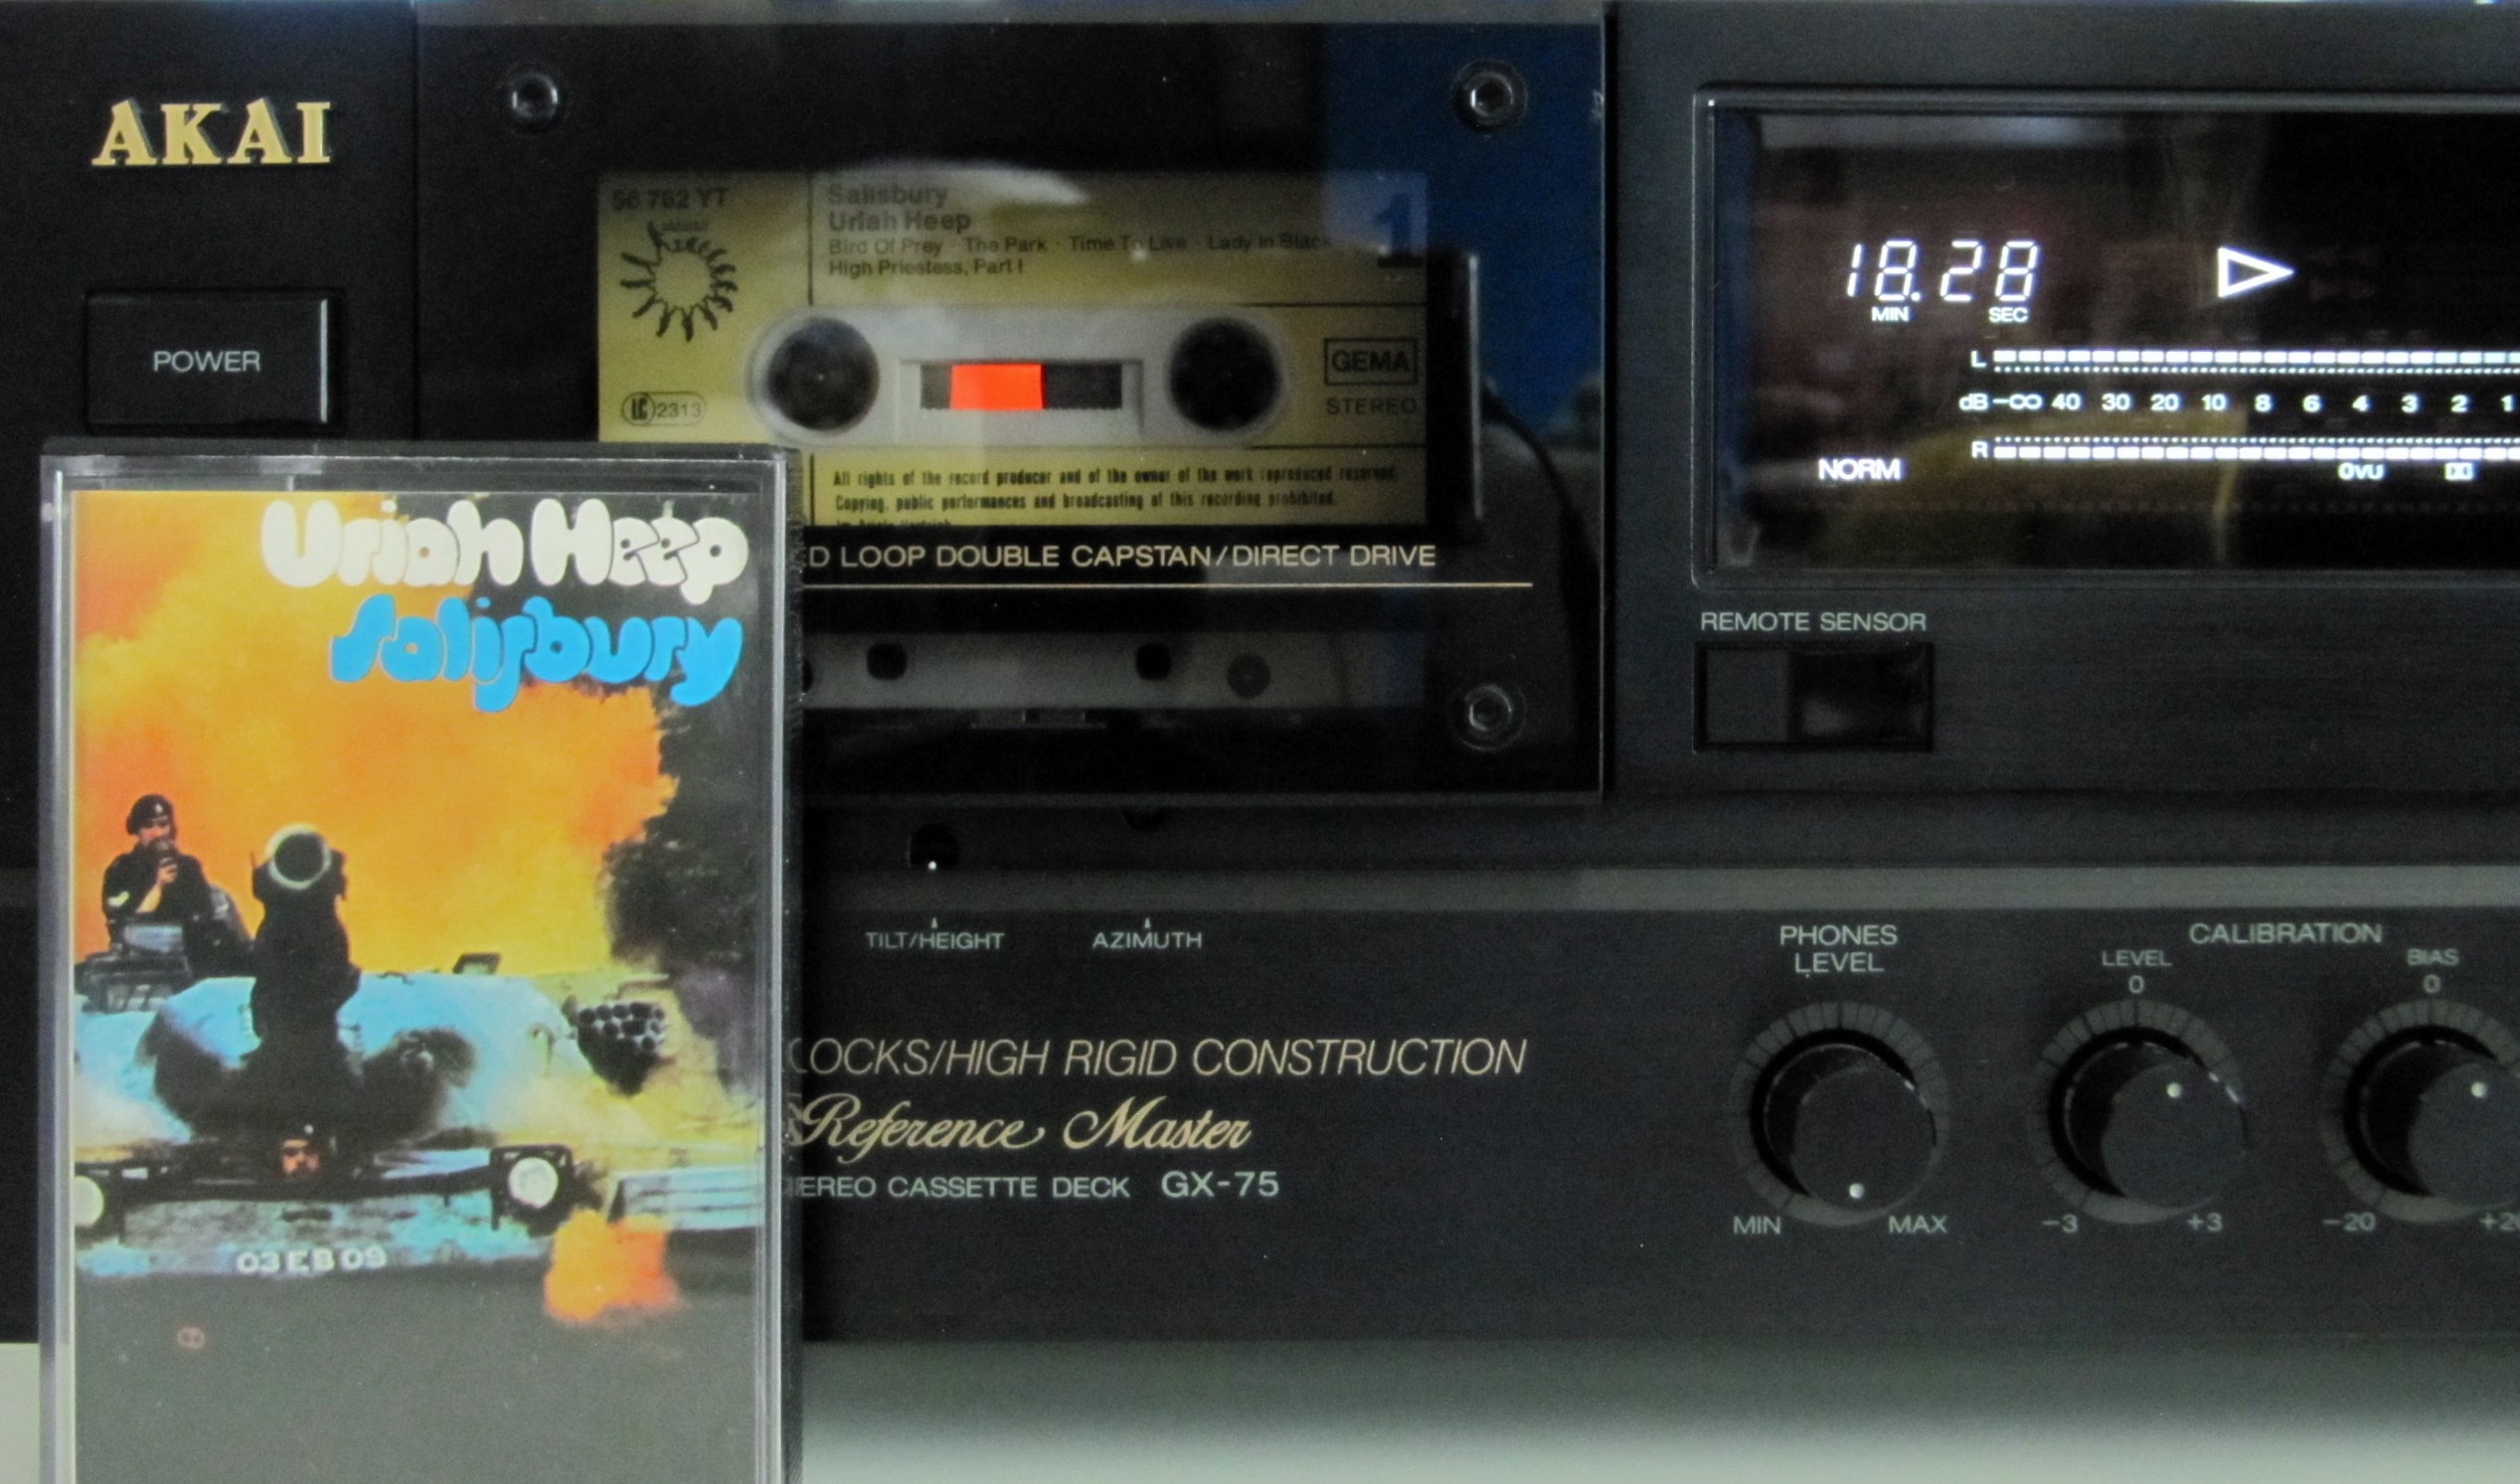 AKAI
POWER
56 762 YT
Salisbury
Uriah Heep
Bird Of Prey · The Park · Time To Live · Lady In Black
High Priestess, Part I
1
LC 2313
GEMA
STEREO
All rights of the record producer and of the owner of the work reproduced reserved.
Copying, public performances and broadcasting of this recording prohibited.
D LOOP DOUBLE CAPSTAN/DIRECT DRIVE
18.28
MIN SEC
L
dB -∞ 40 30 20 10 8 6 4 3 2 1
R
NORM 0VU
REMOTE SENSOR
Uriah Heep
Salisbury
03 EB 09
TILT/HEIGHT AZIMUTH
LOCKS/HIGH RIGID CONSTRUCTION
Reference Master
EREO CASSETTE DECK GX-75
PHONES LEVEL
MIN MAX
CALIBRATION
LEVEL BIAS
0 0
-3 +3 -20 +2